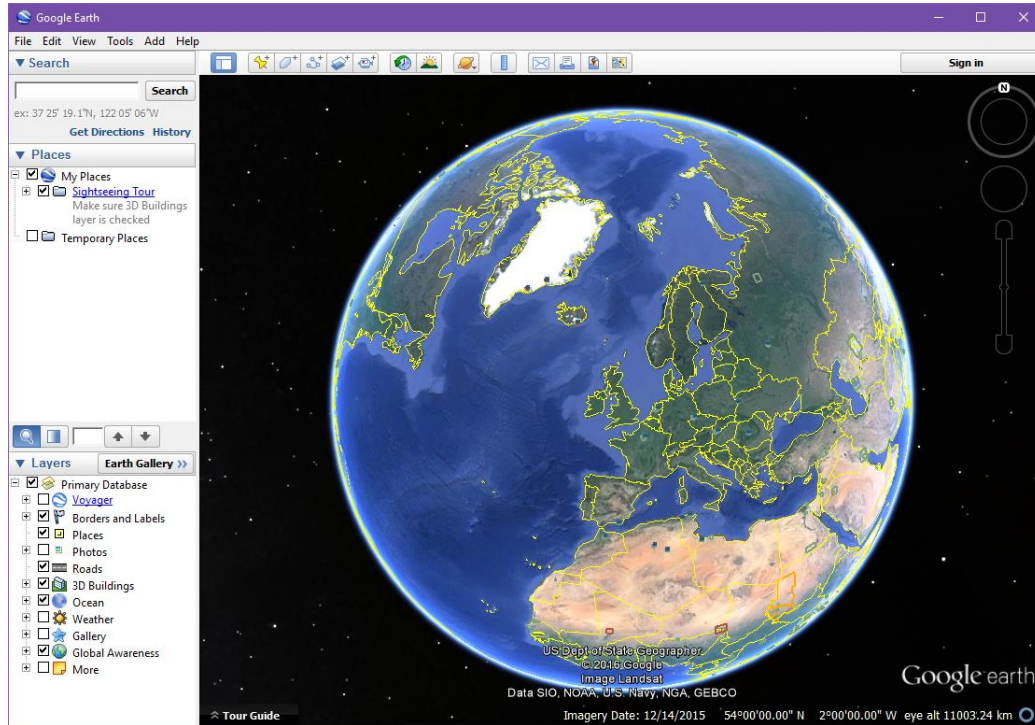 Google Earth
File Edit View Tools Add Help
Search
Search
ex: 37 25' 19.1"N, 122 05' 06"W
Get Directions History
Places
My Places
Sightseeing Tour
Make sure 3D Buildings
layer is checked
Temporary Places
Layers
Earth Gallery >>
Primary Database
Voyager
Borders and Labels
Places
Photos
Roads
3D Buildings
Ocean
Weather
Gallery
Global Awareness
More
Sign in
N
US Dept of State Geographer
© 2016 Google
Image Landsat
Data SIO, NOAA, U.S. Navy, NGA, GEBCO
Google earth
Tour Guide
Imagery Date: 12/14/2015 54°00'00.00" N 2°00'00.00" W eye alt 11003.24 km